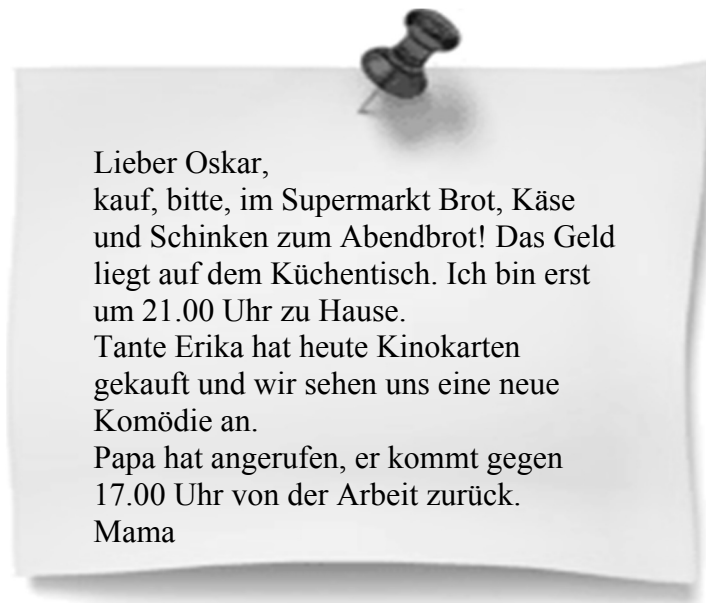 Lieber Oskar,
kauf, bitte, im Supermarkt Brot, Käse
und Schinken zum Abendbrot! Das Geld
liegt auf dem Küchentisch. Ich bin erst
um 21.00 Uhr zu Hause.
Tante Erika hat heute Kinokarten
gekauft und wir sehen uns eine neue
Komödie an.
Papa hat angerufen, er kommt gegen
17.00 Uhr von der Arbeit zurück.
Mama